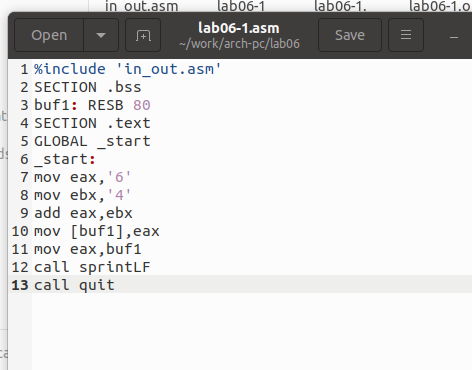 in_out.asm lab06-1 lab06-1. lab06-1.o
Open lab06-1.asm Save
~/work/arch-pc/lab06
1 %include 'in_out.asm'
2 SECTION .bss
3 buf1: RESB 80
4 SECTION .text
5 GLOBAL _start
6 _start:
7 mov eax,'6'
8 mov ebx,'4'
9 add eax,ebx
10 mov [buf1],eax
11 mov eax,buf1
12 call sprintLF
13 call quit